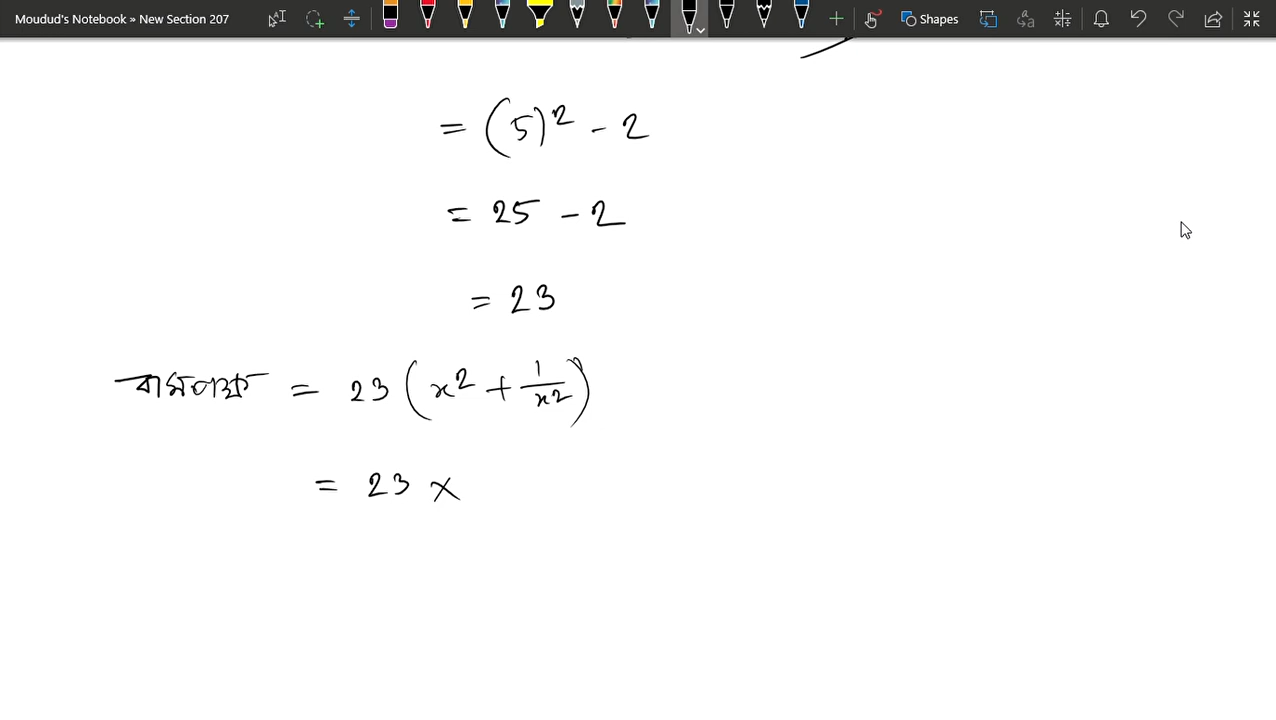 Moudud's Notebook » New Section 207
Shapes
= (5)² - 2
= 25 - 2
= 23
বামপক্ষ = 23 (x² + 1/x²)
= 23 ×